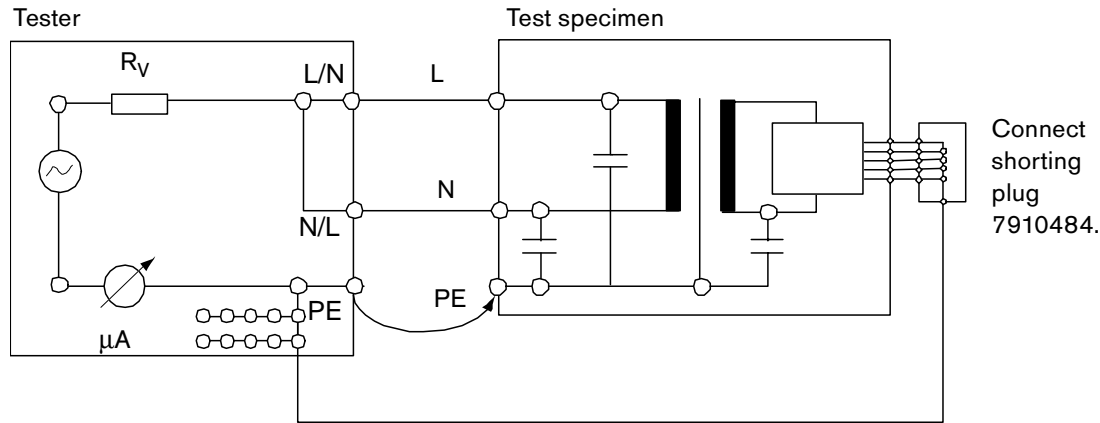 Tester
Test specimen
R_V
L/N
L
N
N/L
PE
PE
μA
Connect
shorting
plug
7910484.